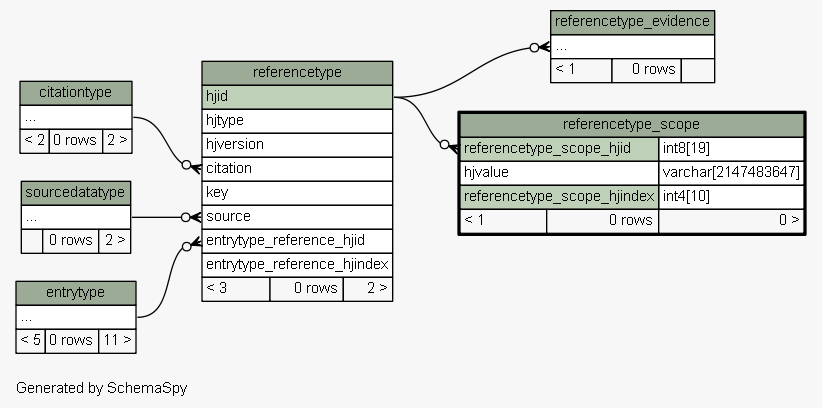 referencetype_evidence
...
< 1 0 rows
referencetype
hjid
hjtype
hjversion
citation
key
source
entrytype_reference_hjid
entrytype_reference_hjindex
< 3 0 rows 2 >
citationtype
...
< 2 0 rows 2 >
referencetype_scope
referencetype_scope_hjid int8[19]
hjvalue varchar[2147483647]
referencetype_scope_hjindex int4[10]
< 1 0 rows 0 >
sourcedatatype
...
0 rows 2 >
entrytype
...
< 5 0 rows 11 >
Generated by SchemaSpy